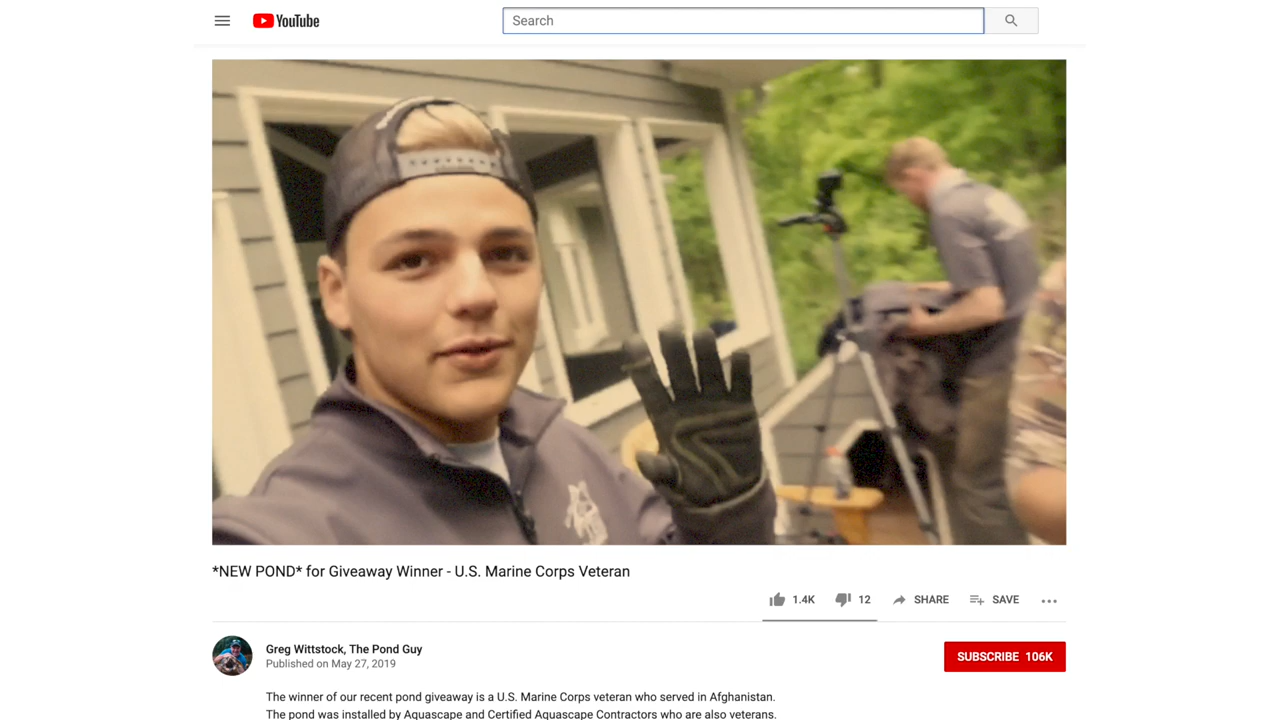 YouTube
Search
*NEW POND* for Giveaway Winner - U.S. Marine Corps Veteran
1.4K 12 SHARE SAVE
Greg Wittstock, The Pond Guy
Published on May 27, 2019
SUBSCRIBE 106K
The winner of our recent pond giveaway is a U.S. Marine Corps veteran who served in Afghanistan.
The pond was installed by Aquascape and Certified Aquascape Contractors who are also veterans.